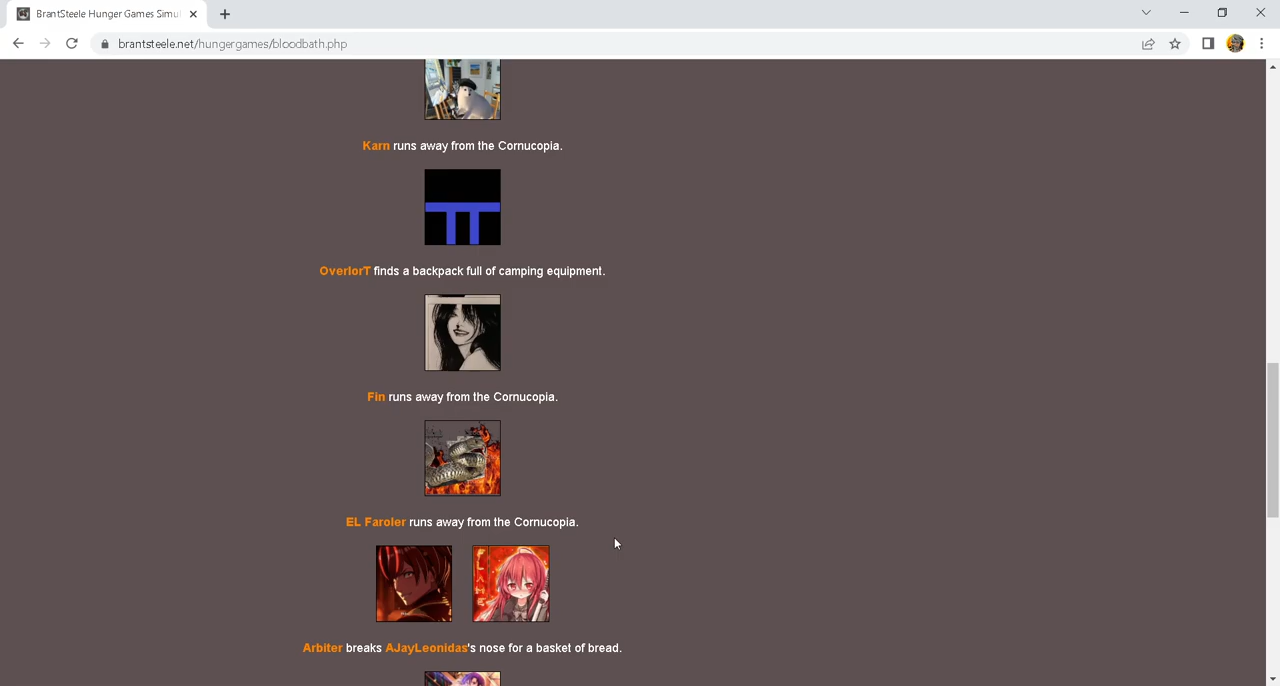 BrantSteele Hunger Games Simul
brantsteele.net/hungergames/bloodbath.php
Karn runs away from the Cornucopia.
OverlorT finds a backpack full of camping equipment.
Fin runs away from the Cornucopia.
EL Faroler runs away from the Cornucopia.
FLAME
Arbiter breaks AJayLeonidas's nose for a basket of bread.